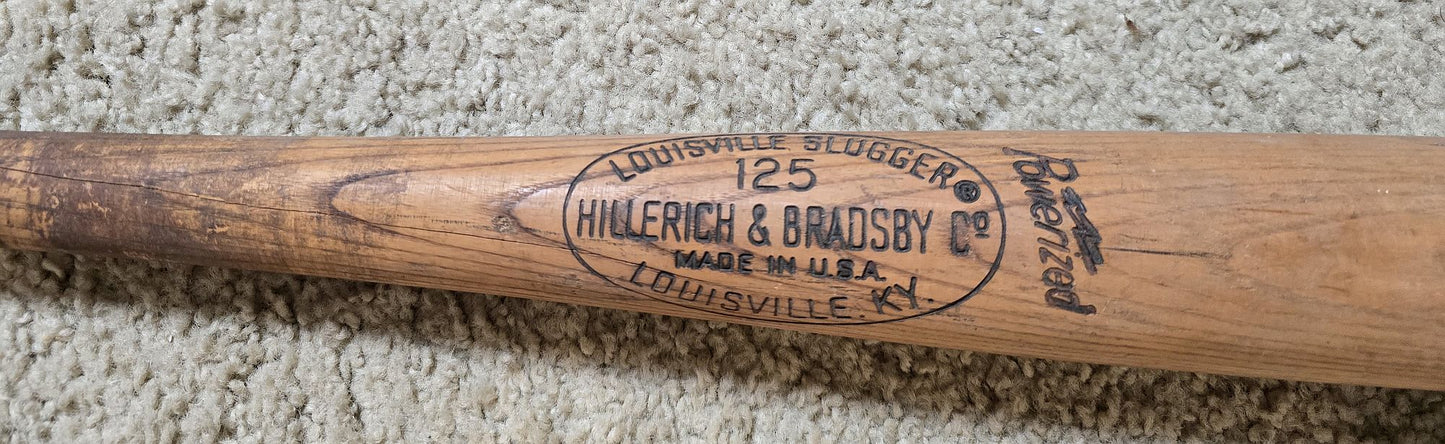 LOUISVILLE SLUGGER®
125
HILLERICH & BRADSBY Cº
MADE IN U.S.A.
LOUISVILLE. KY.
Powerized